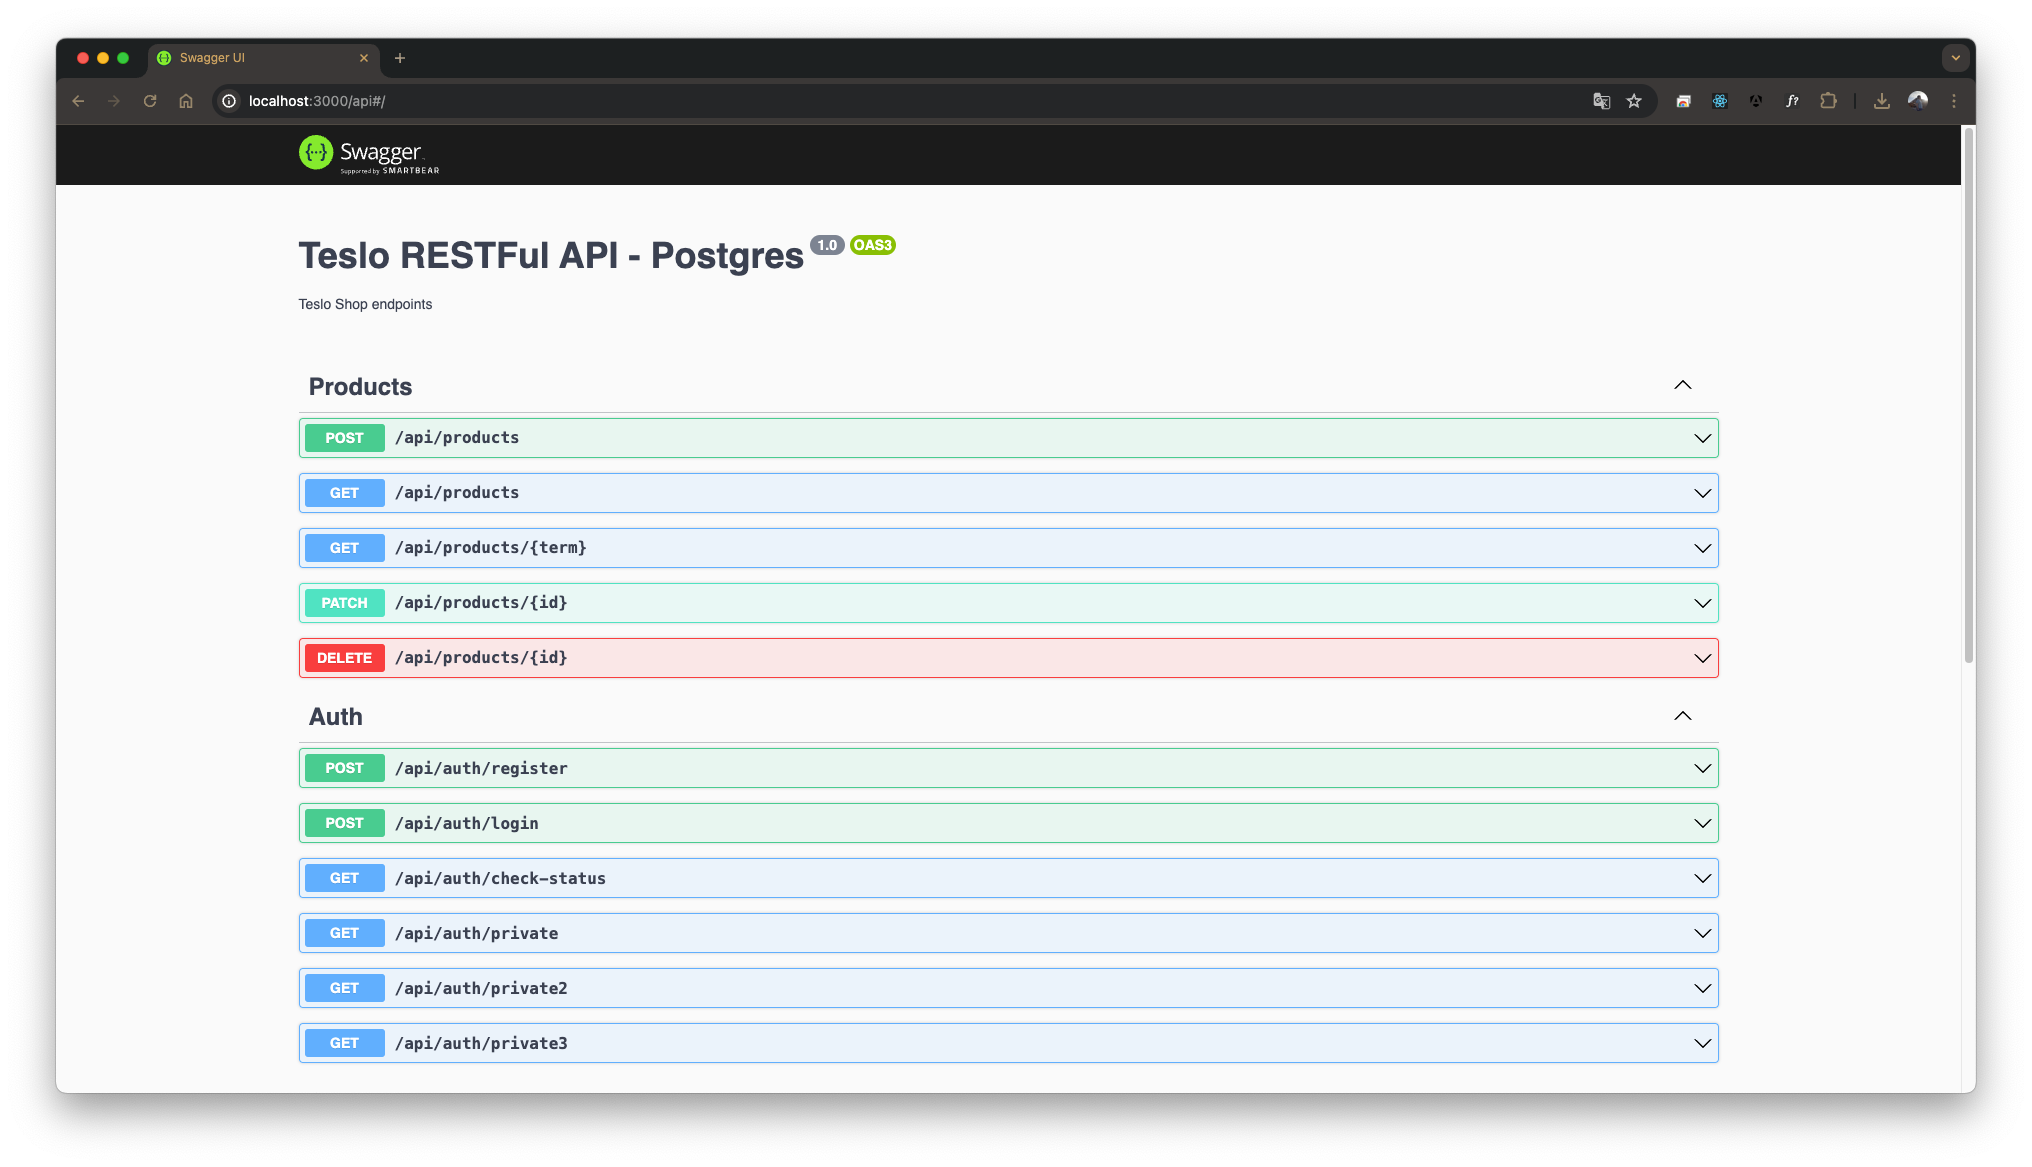 Swagger UI
localhost:3000/api#/
Swagger
Supported by SMARTBEAR
Teslo RESTFul API - Postgres 1.0 OAS3
Teslo Shop endpoints
Products
POST /api/products
GET /api/products
GET /api/products/{term}
PATCH /api/products/{id}
DELETE /api/products/{id}
Auth
POST /api/auth/register
POST /api/auth/login
GET /api/auth/check-status
GET /api/auth/private
GET /api/auth/private2
GET /api/auth/private3